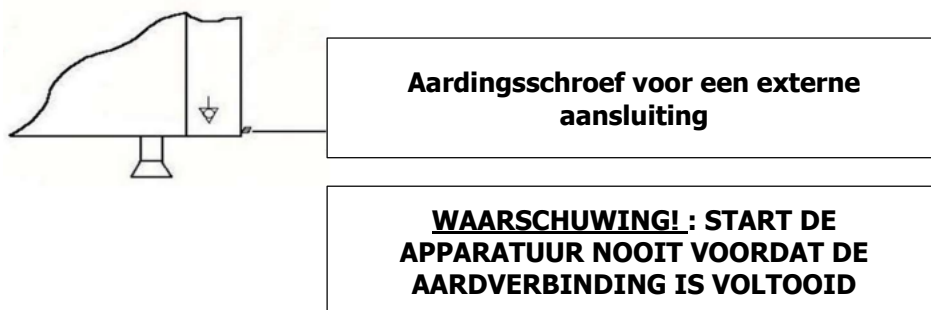 Aardingsschroef voor een externe
aansluiting
WAARSCHUWING! : START DE
APPARATUUR NOOIT VOORDAT DE
AARDVERBINDING IS VOLTOOID